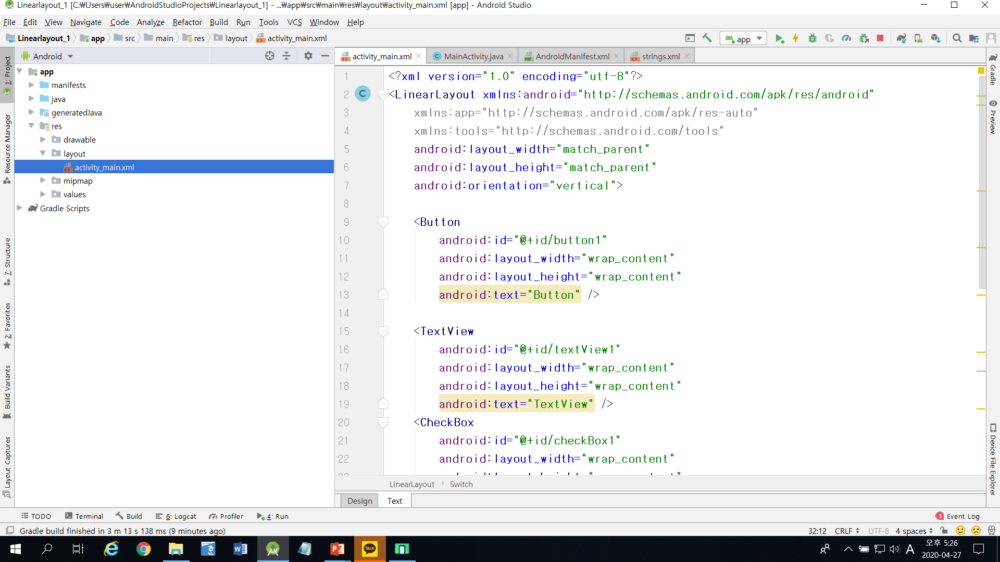 Linearlayout_1 [C:₩Users₩user₩AndroidStudioProjects₩Linearlayout_1] - ...₩app₩src₩main₩res₩layout₩activity_main.xml [app] - Android Studio
File Edit View Navigate Code Analyze Refactor Build Run Tools VCS Window Help
Linearlayout_1 app src main res layout activity_main.xml
app
Android
activity_main.xml MainActivity.java AndroidManifest.xml strings.xml
1: Project
Resource Manager
7: Structure
2: Favorites
Build Variants
Layout Captures
app
manifests
java
generatedJava
res
drawable
layout
activity_main.xml
mipmap
values
Gradle Scripts
1 <?xml version="1.0" encoding="utf-8"?>
2 <LinearLayout xmlns:android="http://schemas.android.com/apk/res/android"
3 xmlns:app="http://schemas.android.com/apk/res-auto"
4 xmlns:tools="http://schemas.android.com/tools"
5 android:layout_width="match_parent"
6 android:layout_height="match_parent"
7 android:orientation="vertical">
8
9 <Button
10 android:id="@+id/button1"
11 android:layout_width="wrap_content"
12 android:layout_height="wrap_content"
13 android:text="Button" />
14
15 <TextView
16 android:id="@+id/textView1"
17 android:layout_width="wrap_content"
18 android:layout_height="wrap_content"
19 android:text="TextView" />
20 <CheckBox
21 android:id="@+id/checkBox1"
22 android:layout_width="wrap_content"
Gradle
Preview
Device File Explorer
LinearLayout › Switch
Design Text
TODO Terminal Build 6: Logcat Profiler 4: Run 3 Event Log
Gradle build finished in 3 m 13 s 138 ms (9 minutes ago) 32:12 CRLF UTF-8 4 spaces
TALK
A
오후 5:26
2020-04-27